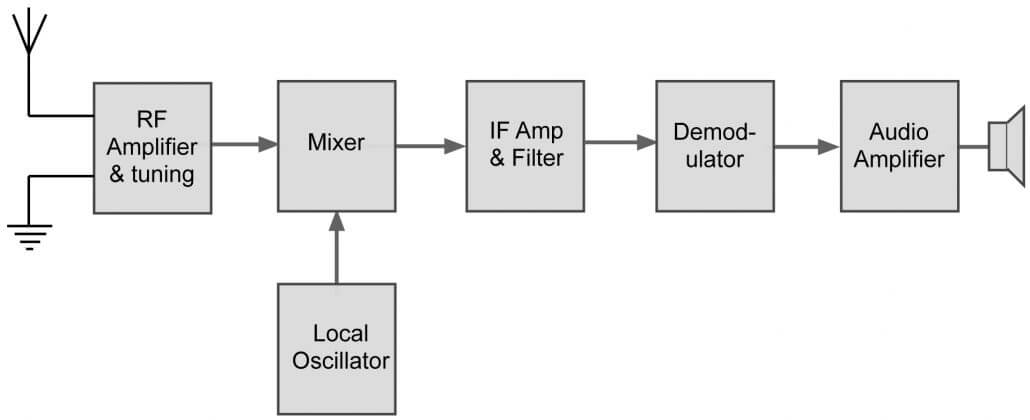 RF
Amplifier
& tuning
Mixer
IF Amp
& Filter
Demod-
ulator
Audio
Amplifier
Local
Oscillator